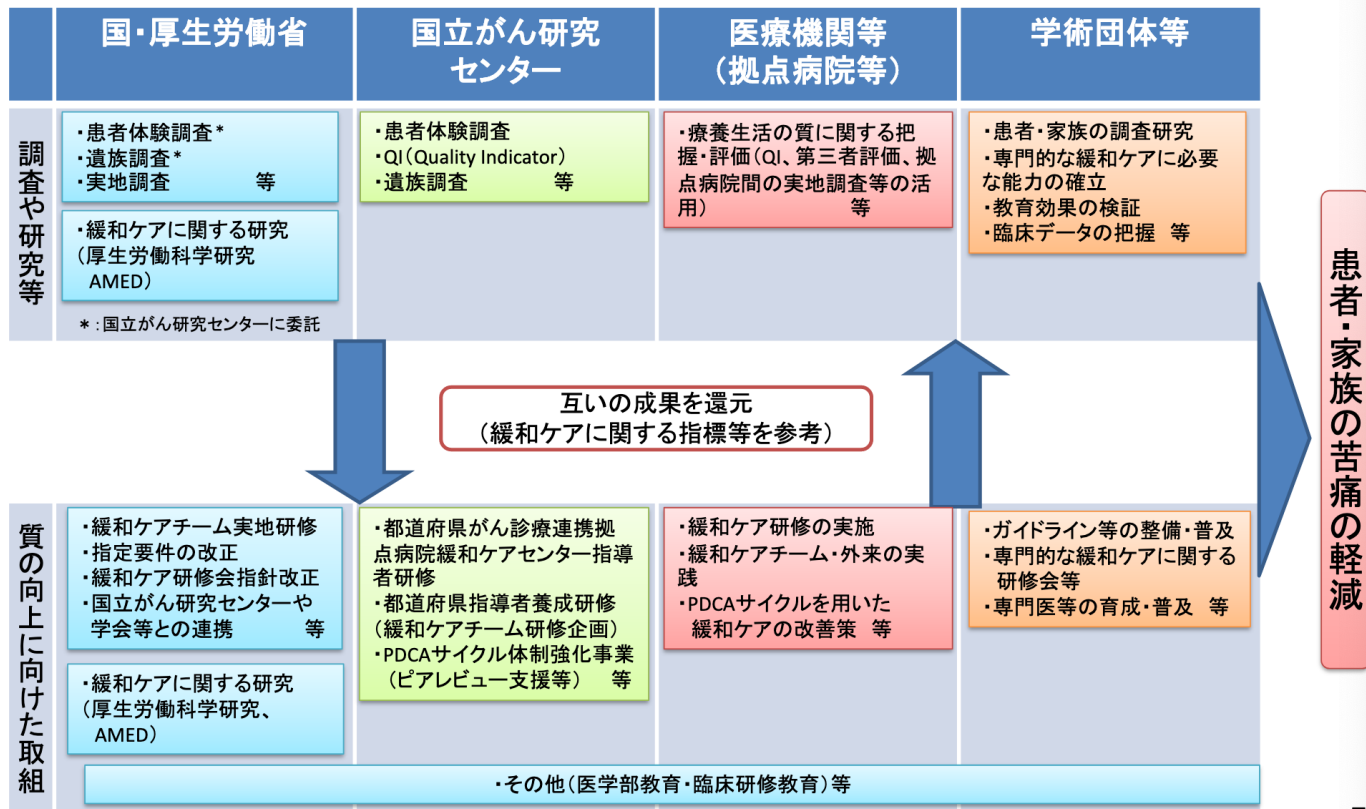 国・厚生労働省
国立がん研究
センター
医療機関等
（拠点病院等）
学術団体等
調査や研究等
・患者体験調査*
・遺族調査*
・実地調査　　　　等
・緩和ケアに関する研究
（厚生労働科学研究
AMED）
*：国立がん研究センターに委託
・患者体験調査
・QI（Quality Indicator）
・遺族調査　　　　等
・療養生活の質に関する把
握・評価（QI、第三者評価、拠
点病院間の実地調査等の活
用）　　　　　　等
・患者・家族の調査研究
・専門的な緩和ケアに必要
な能力の確立
・教育効果の検証
・臨床データの把握　等
互いの成果を還元
（緩和ケアに関する指標等を参考）
質の向上に向けた取組
・緩和ケアチーム実地研修
・指定要件の改正
・緩和ケア研修会指針改正
・国立がん研究センターや
学会等との連携　　　等
・緩和ケアに関する研究
（厚生労働科学研究、
AMED）
・都道府県がん診療連携拠
点病院緩和ケアセンター指導
者研修
・都道府県指導者養成研修
（緩和ケアチーム研修企画）
・PDCAサイクル体制強化事業
（ピアレビュー支援等）　等
・緩和ケア研修の実施
・緩和ケアチーム・外来の実
践
・PDCAサイクルを用いた
緩和ケアの改善策　等
・ガイドライン等の整備・普及
・専門的な緩和ケアに関する
研修会等
・専門医等の育成・普及　等
・その他（医学部教育・臨床研修教育）等
患者・家族の苦痛の軽減